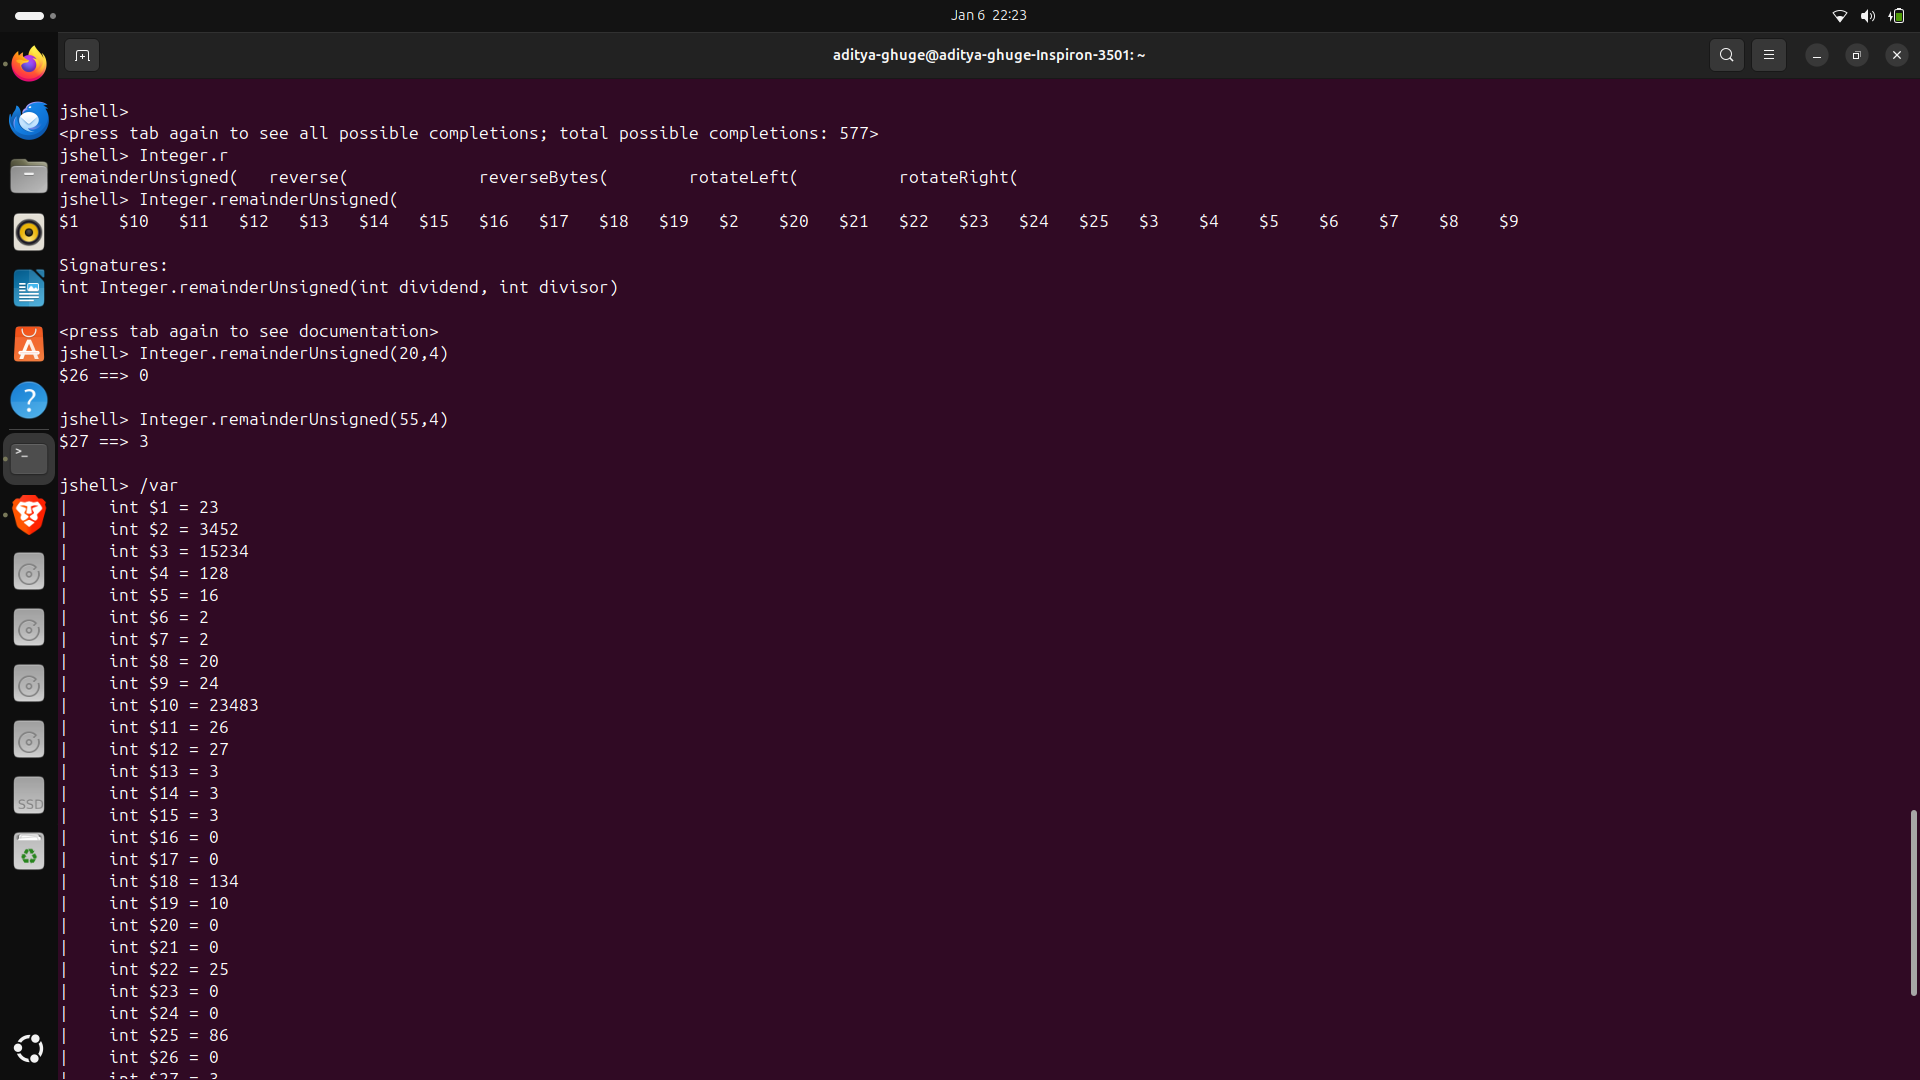 Jan 6 22:23
aditya-ghuge@aditya-ghuge-Inspiron-3501: ~
jshell>
<press tab again to see all possible completions; total possible completions: 577>
jshell> Integer.r
remainderUnsigned( reverse( reverseBytes( rotateLeft( rotateRight(
jshell> Integer.remainderUnsigned(
$1 $10 $11 $12 $13 $14 $15 $16 $17 $18 $19 $2 $20 $21 $22 $23 $24 $25 $3 $4 $5 $6 $7 $8 $9
Signatures:
int Integer.remainderUnsigned(int dividend, int divisor)
<press tab again to see documentation>
jshell> Integer.remainderUnsigned(20,4)
$26 ==> 0
jshell> Integer.remainderUnsigned(55,4)
$27 ==> 3
jshell> /var
| int $1 = 23
| int $2 = 3452
| int $3 = 15234
| int $4 = 128
| int $5 = 16
| int $6 = 2
| int $7 = 2
| int $8 = 20
| int $9 = 24
| int $10 = 23483
| int $11 = 26
| int $12 = 27
| int $13 = 3
| int $14 = 3
| int $15 = 3
| int $16 = 0
| int $17 = 0
| int $18 = 134
| int $19 = 10
| int $20 = 0
| int $21 = 0
| int $22 = 25
| int $23 = 0
| int $24 = 0
| int $25 = 86
| int $26 = 0
| int $27 = 3
SSD